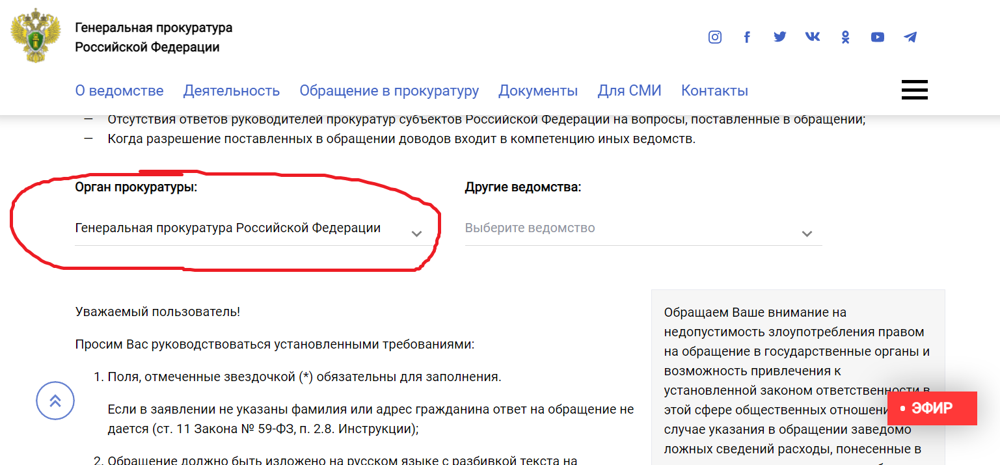 Генеральная прокуратура
Российской Федерации
О ведомстве Деятельность Обращение в прокуратуру Документы Для СМИ Контакты
— Отсутствия ответов руководителей прокуратур субъектов Российской Федерации на вопросы, поставленные в обращении;
— Когда разрешение поставленных в обращении доводов входит в компетенцию иных ведомств.
Орган прокуратуры:
Генеральная прокуратура Российской Федерации
Другие ведомства:
Выберите ведомство
Уважаемый пользователь!
Просим Вас руководствоваться установленными требованиями:
1. Поля, отмеченные звездочкой (*) обязательны для заполнения.
Если в заявлении не указаны фамилия или адрес гражданина ответ на обращение не
дается (ст. 11 Закона № 59-ФЗ, п. 2.8. Инструкции);
2. Обращение должно быть изложено на русском языке с разбивкой текста на
Обращаем Ваше внимание на
недопустимость злоупотребления правом
на обращение в государственные органы и
возможность привлечения к
установленной законом ответственности в
этой сфере общественных отношени
случае указания в обращении заведомо
ложных сведений расходы, понесенные в
ЭФИР